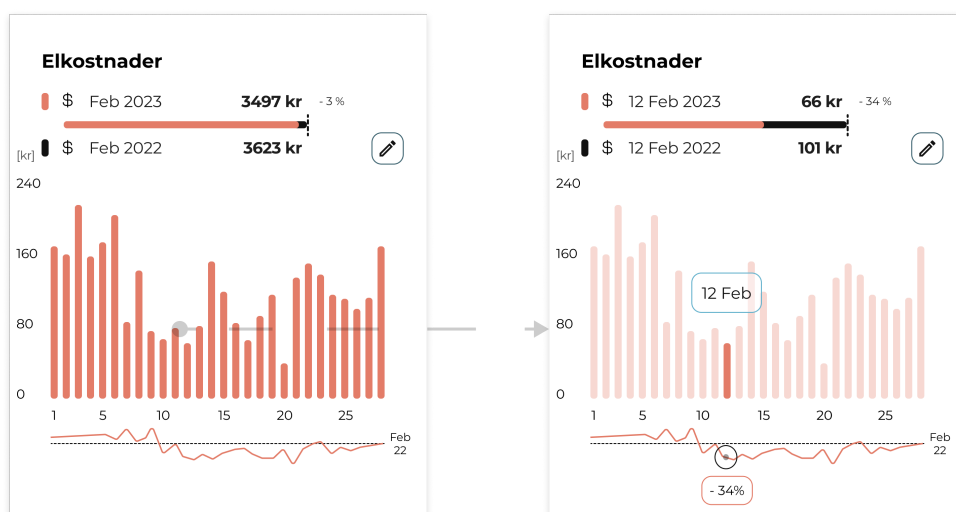 Elkostnader
$ Feb 2023 3497 kr - 3 %
$ Feb 2022 3623 kr
[kr]
240
160
80
0
1 5 10 15 20 25
Feb
22
Elkostnader
$ 12 Feb 2023 66 kr - 34 %
$ 12 Feb 2022 101 kr
[kr]
240
160
12 Feb
80
0
1 5 10 15 20 25
Feb
22
- 34%